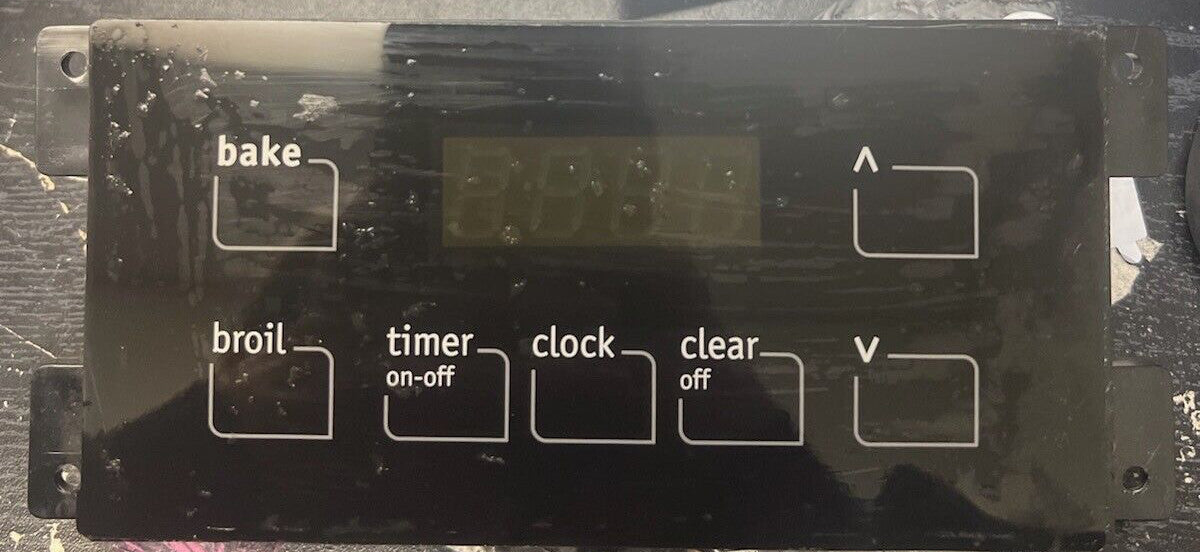 bake
^
broil
timer
on-off
clock
clear
off
v